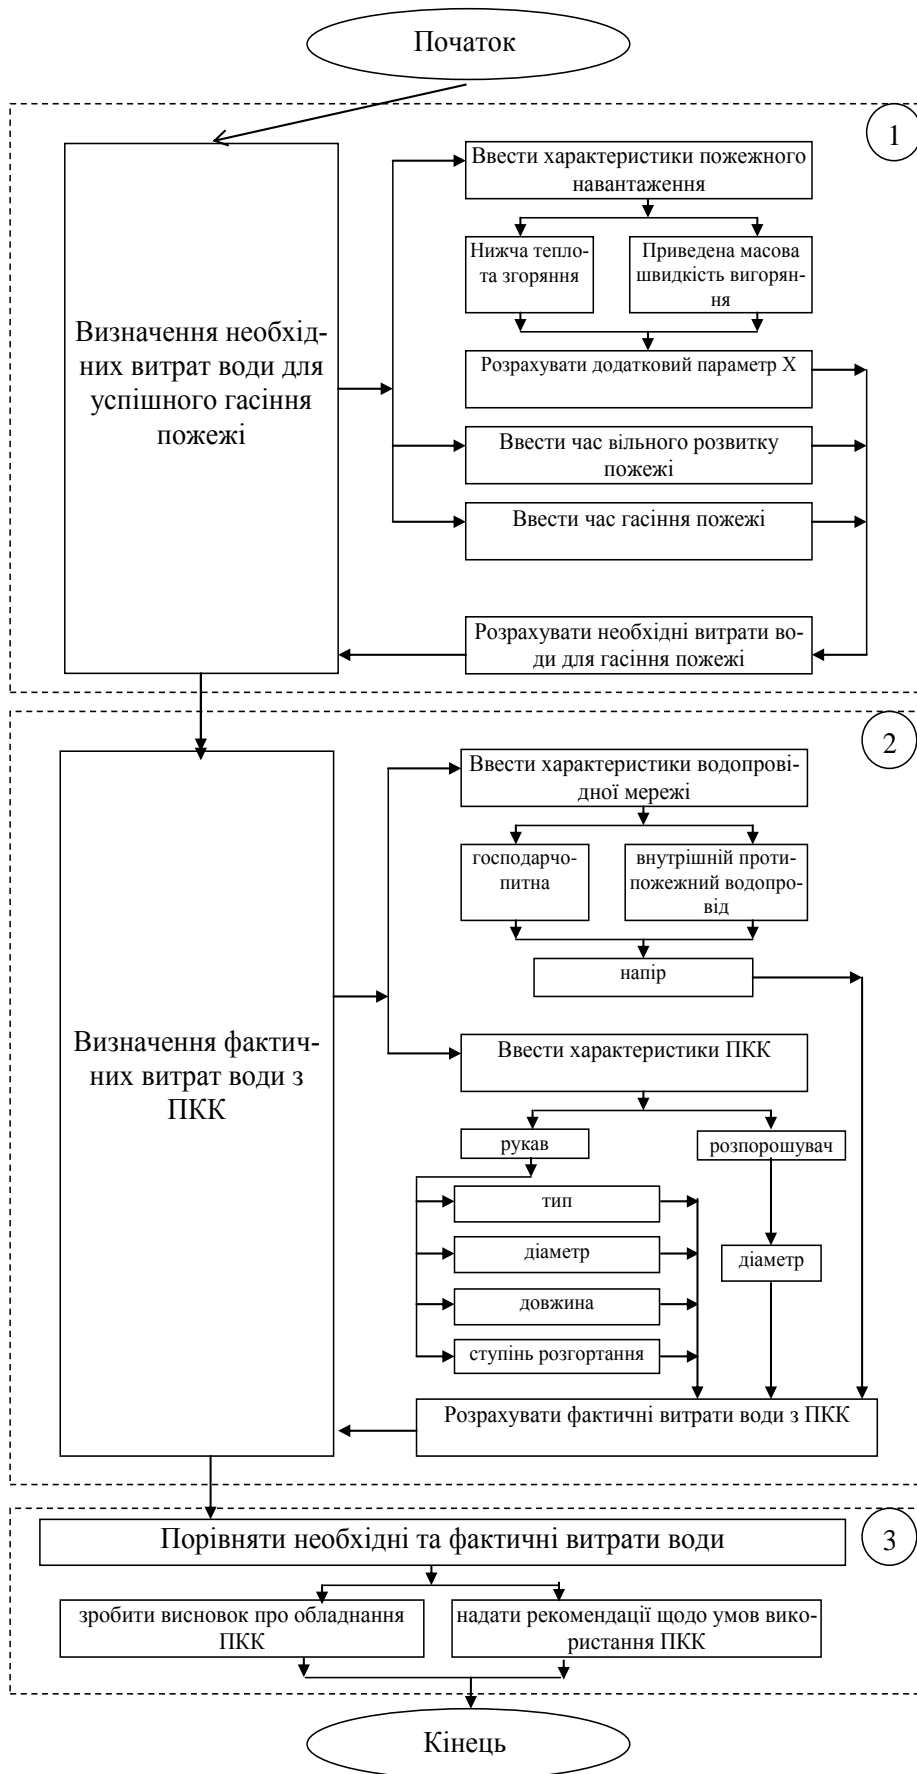 Початок
1
Ввести характеристики пожежного
навантаження
Нижча тепло-
та згоряння
Приведена масова
швидкість вигорян-
ня
Визначення необхід-
них витрат води для
успішного гасіння
пожежі
Розрахувати додатковий параметр Х
Ввести час вільного розвитку
пожежі
Ввести час гасіння пожежі
Розрахувати необхідні витрати во-
ди для гасіння пожежі
2
Ввести характеристики водопрові-
дної мережі
господарчо-
питна
внутрішній проти-
пожежний водопро-
від
напір
Визначення фактич-
них витрат води з
ПКК
Ввести характеристики ПКК
рукав
розпорошувач
тип
діаметр
діаметр
довжина
ступінь розгортання
Розрахувати фактичні витрати води з ПКК
3
Порівняти необхідні та фактичні витрати води
зробити висновок про обладнання
ПКК
надати рекомендації щодо умов вико-
ристання ПКК
Кінець